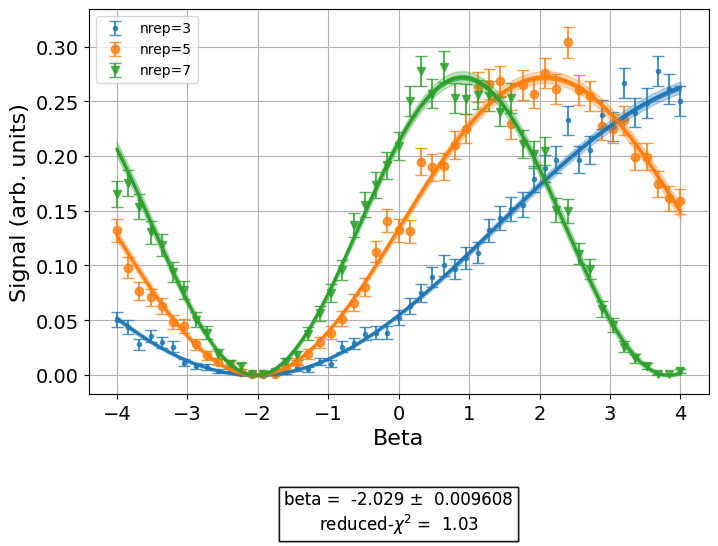 nrep=3
nrep=5
nrep=7
Signal (arb. units)
0.30
0.25
0.20
0.15
0.10
0.05
0.00
−4 −3 −2 −1 0 1 2 3 4
Beta
beta = -2.029 ± 0.009608
reduced-χ² = 1.03